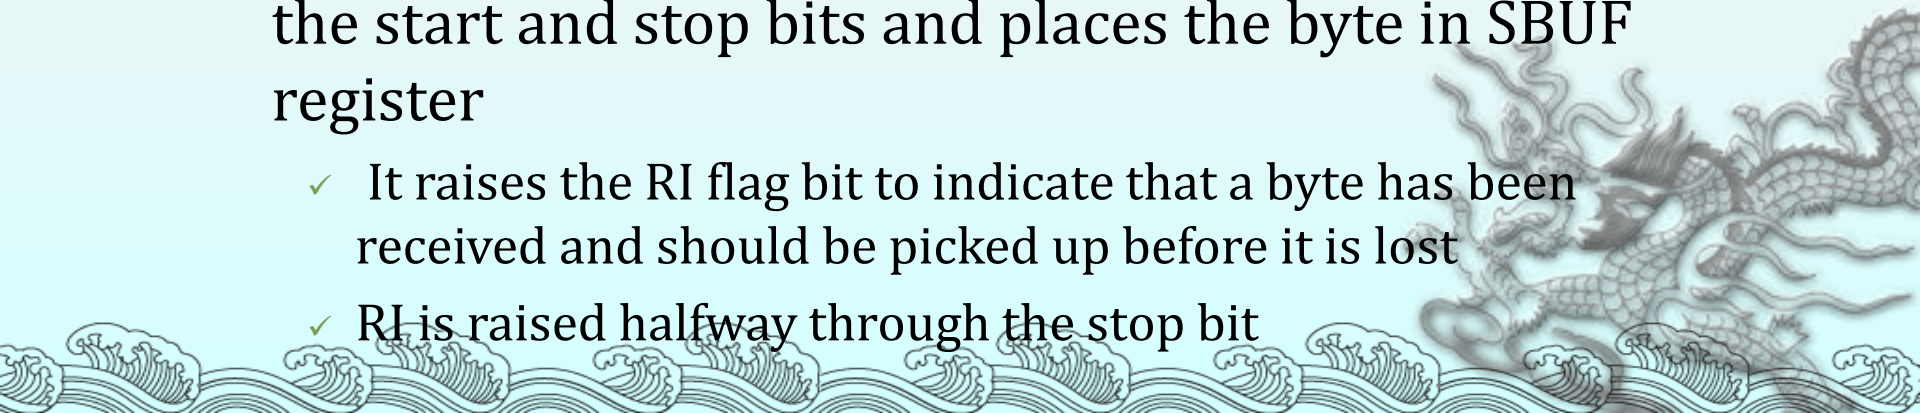 the start and stop bits and places the byte in SBUF
register
✓ It raises the RI flag bit to indicate that a byte has been
received and should be picked up before it is lost
✓ RI is raised halfway through the stop bit